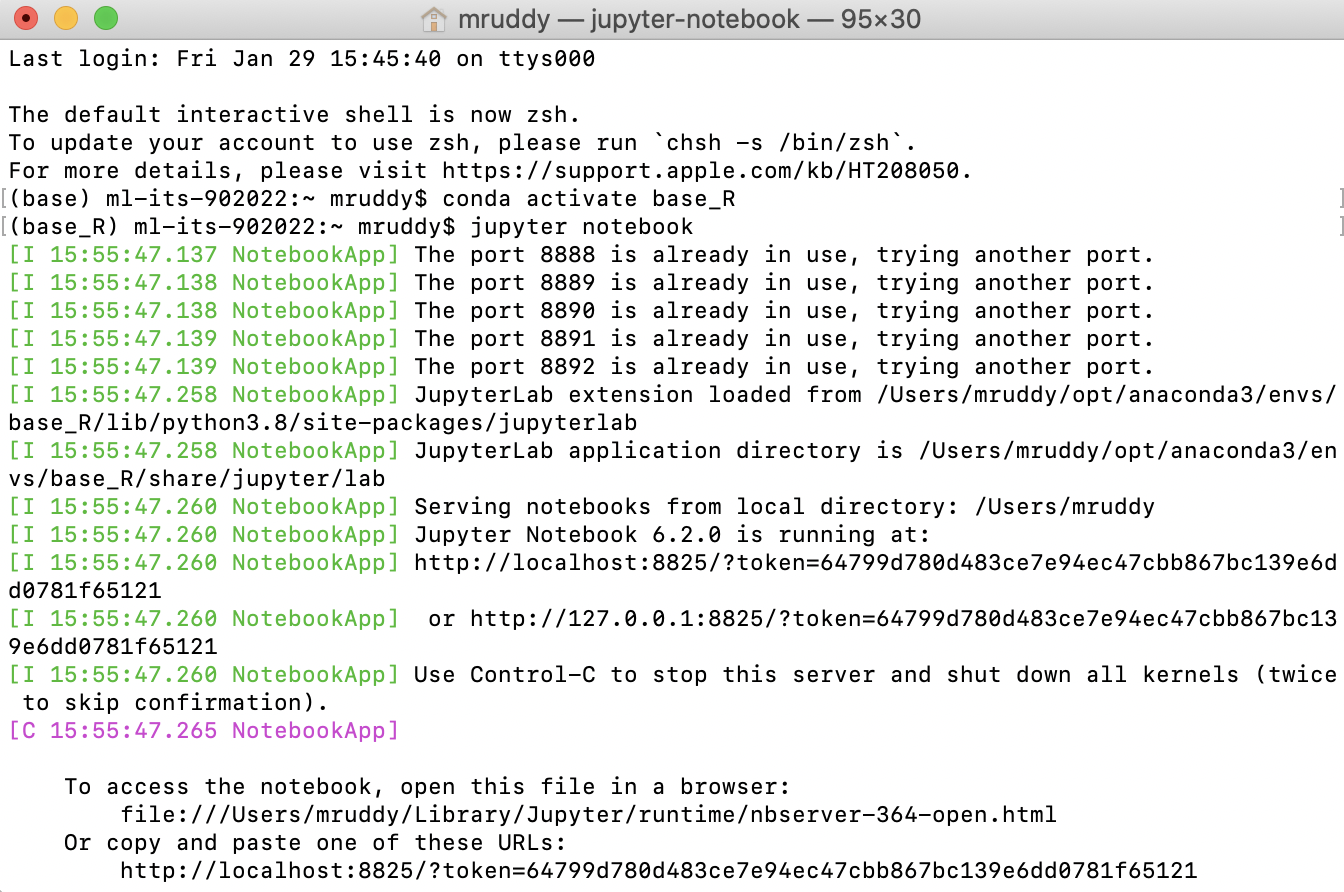 mruddy — jupyter-notebook — 95×30
Last login: Fri Jan 29 15:45:40 on ttys000
The default interactive shell is now zsh.
To update your account to use zsh, please run `chsh -s /bin/zsh`.
For more details, please visit https://support.apple.com/kb/HT208050.
[(base) ml-its-902022:~ mruddy$ conda activate base_R ]
[(base_R) ml-its-902022:~ mruddy$ jupyter notebook ]
[I 15:55:47.137 NotebookApp] The port 8888 is already in use, trying another port.
[I 15:55:47.138 NotebookApp] The port 8889 is already in use, trying another port.
[I 15:55:47.138 NotebookApp] The port 8890 is already in use, trying another port.
[I 15:55:47.139 NotebookApp] The port 8891 is already in use, trying another port.
[I 15:55:47.139 NotebookApp] The port 8892 is already in use, trying another port.
[I 15:55:47.258 NotebookApp] JupyterLab extension loaded from /Users/mruddy/opt/anaconda3/envs/
base_R/lib/python3.8/site-packages/jupyterlab
[I 15:55:47.258 NotebookApp] JupyterLab application directory is /Users/mruddy/opt/anaconda3/en
vs/base_R/share/jupyter/lab
[I 15:55:47.260 NotebookApp] Serving notebooks from local directory: /Users/mruddy
[I 15:55:47.260 NotebookApp] Jupyter Notebook 6.2.0 is running at:
[I 15:55:47.260 NotebookApp] http://localhost:8825/?token=64799d780d483ce7e94ec47cbb867bc139e6d
d0781f65121
[I 15:55:47.260 NotebookApp]  or http://127.0.0.1:8825/?token=64799d780d483ce7e94ec47cbb867bc13
9e6dd0781f65121
[I 15:55:47.260 NotebookApp] Use Control-C to stop this server and shut down all kernels (twice
 to skip confirmation).
[C 15:55:47.265 NotebookApp]
    To access the notebook, open this file in a browser:
        file:///Users/mruddy/Library/Jupyter/runtime/nbserver-364-open.html
    Or copy and paste one of these URLs:
        http://localhost:8825/?token=64799d780d483ce7e94ec47cbb867bc139e6dd0781f65121